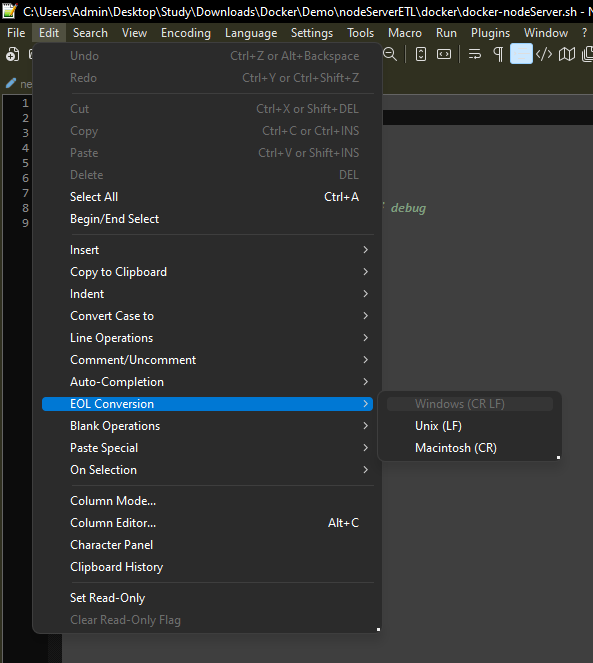 C:\Users\Admin\Desktop\Study\Downloads\Docker\Demo\nodeServerETL\docker\docker-nodeServer.sh - N
File Edit Search View Encoding Language Settings Tools Macro Run Plugins Window ?
ne
1
2
3
4
5
6
7
8 debug
9
Undo Ctrl+Z or Alt+Backspace
Redo Ctrl+Y or Ctrl+Shift+Z
Cut Ctrl+X or Shift+DEL
Copy Ctrl+C or Ctrl+INS
Paste Ctrl+V or Shift+INS
Delete DEL
Select All Ctrl+A
Begin/End Select
Insert
Copy to Clipboard
Indent
Convert Case to
Line Operations
Comment/Uncomment
Auto-Completion
EOL Conversion
Blank Operations
Paste Special
On Selection
Column Mode...
Column Editor... Alt+C
Character Panel
Clipboard History
Set Read-Only
Clear Read-Only Flag
Windows (CR LF)
Unix (LF)
Macintosh (CR)